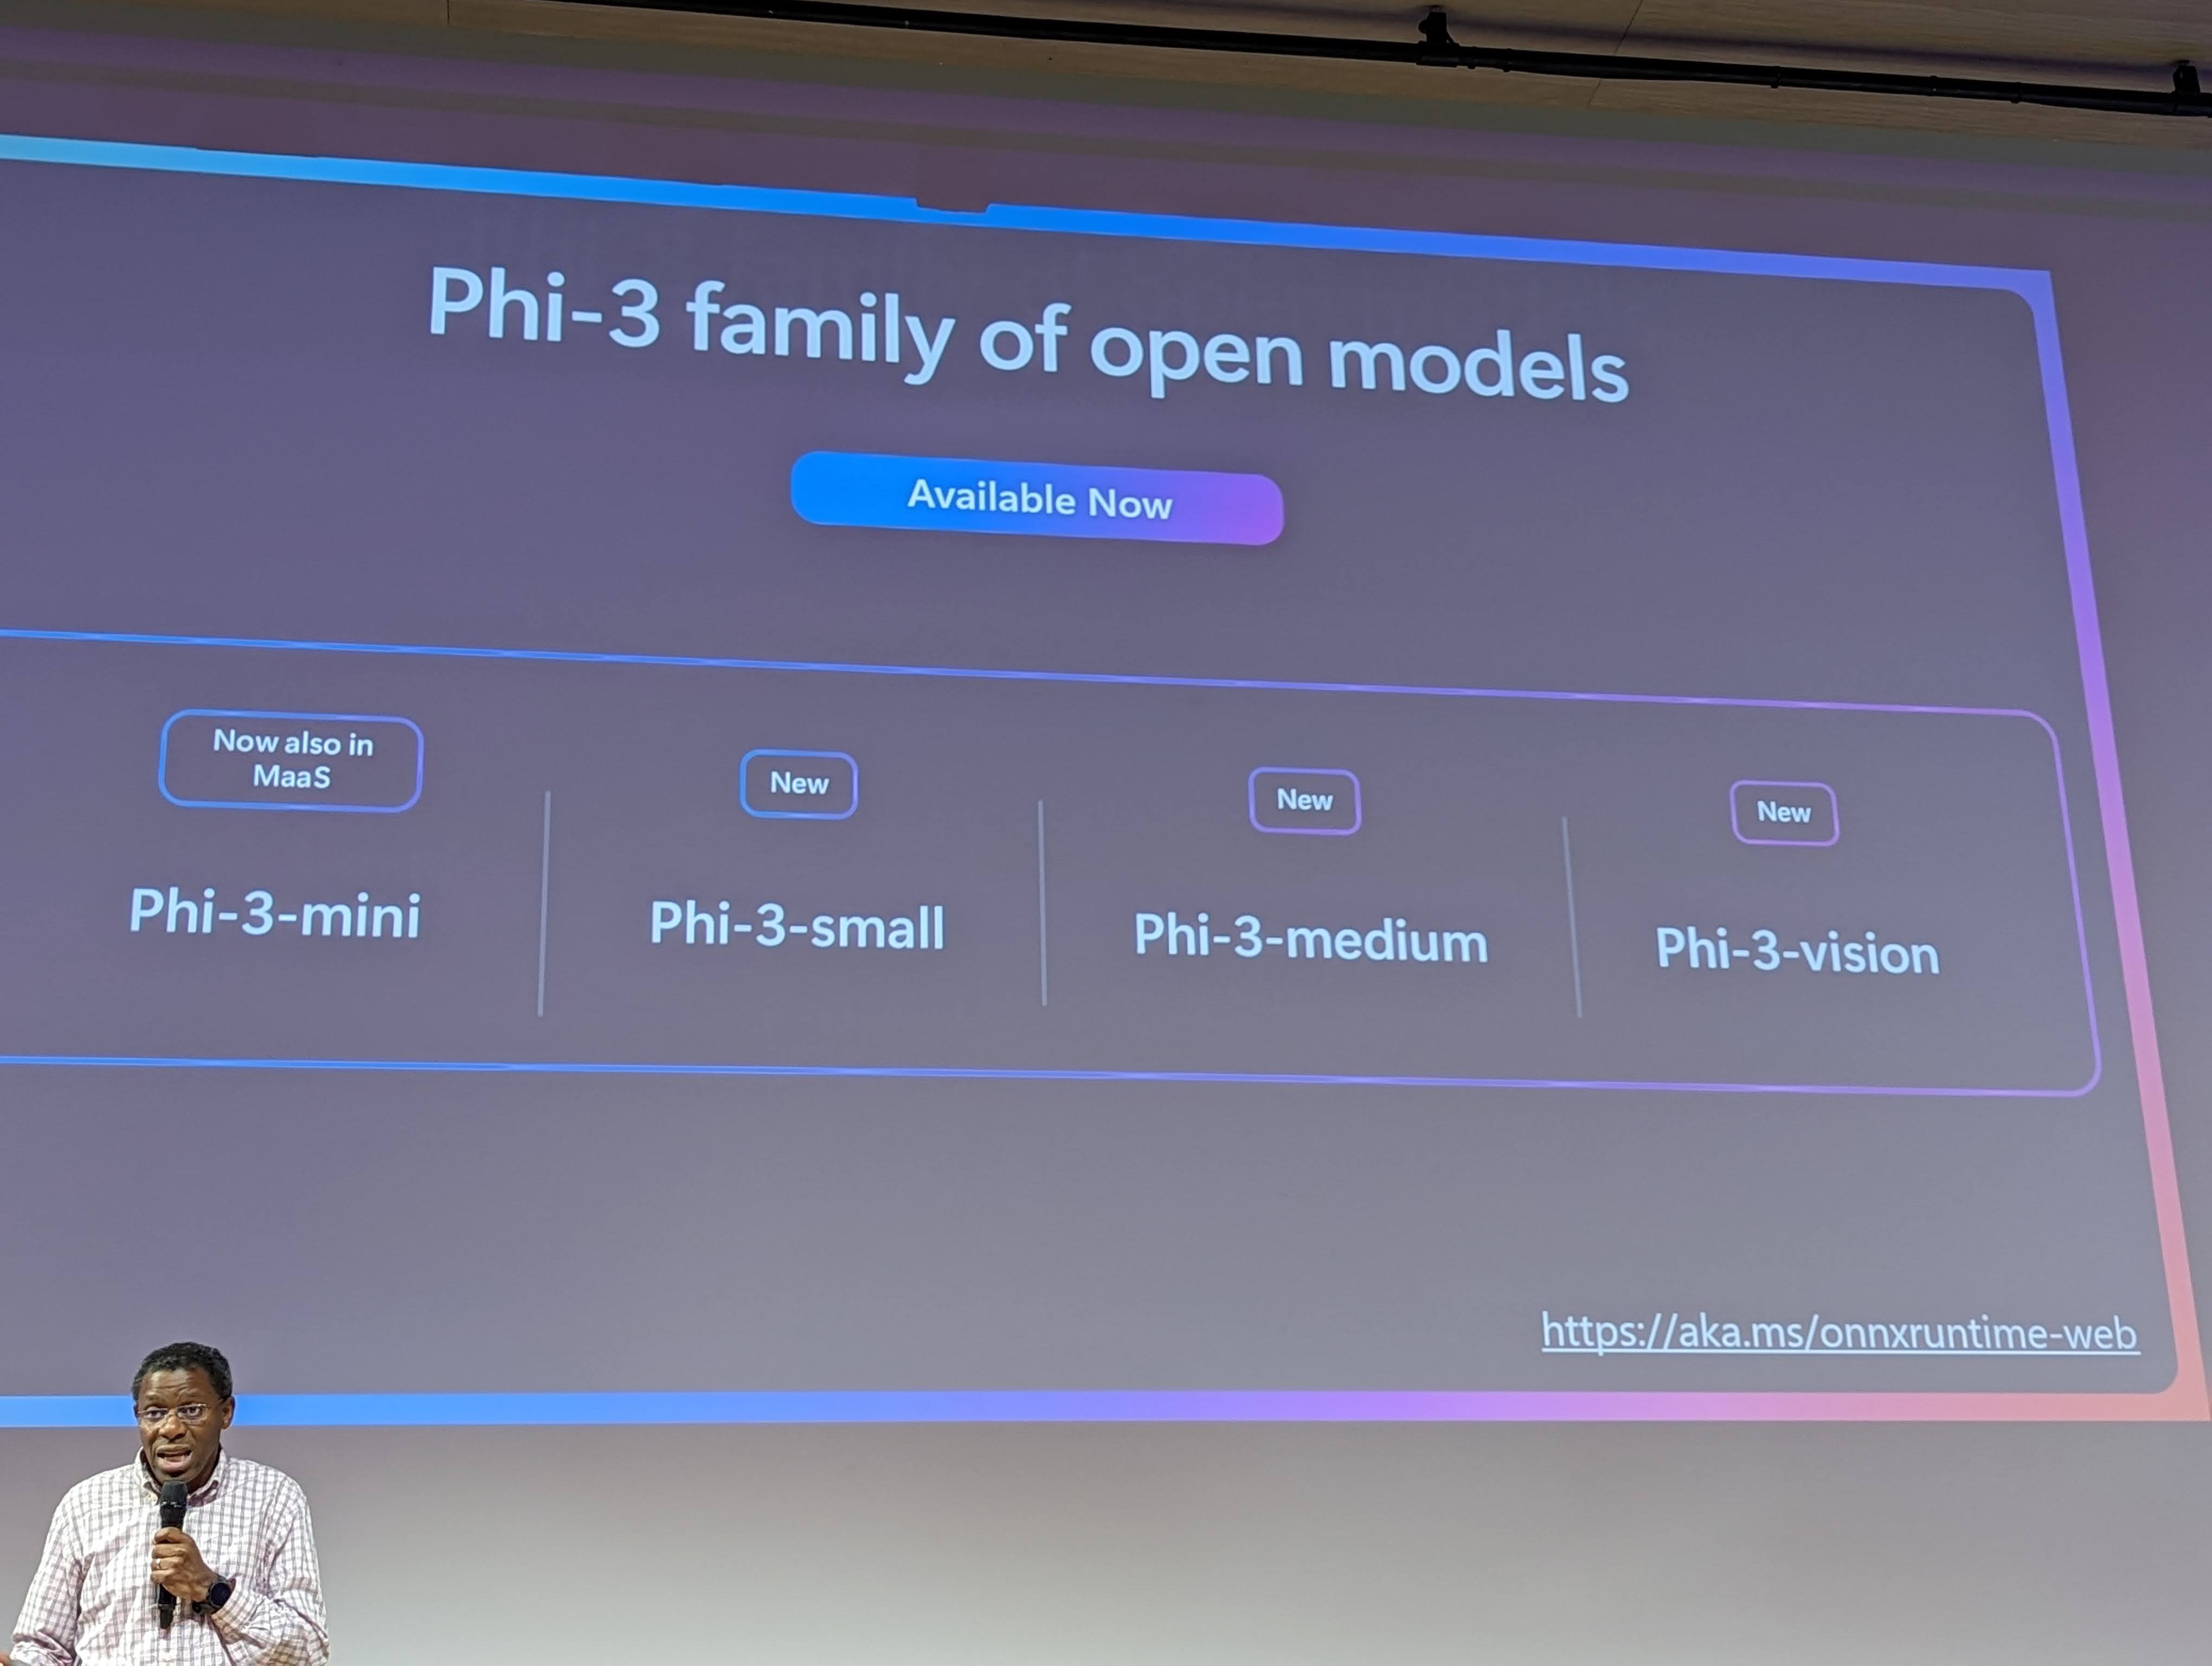 Phi-3 family of open models
Available Now
Now also in
MaaS
Phi-3-mini
New
Phi-3-small
New
Phi-3-medium
New
Phi-3-vision
https://aka.ms/onnxruntime-web